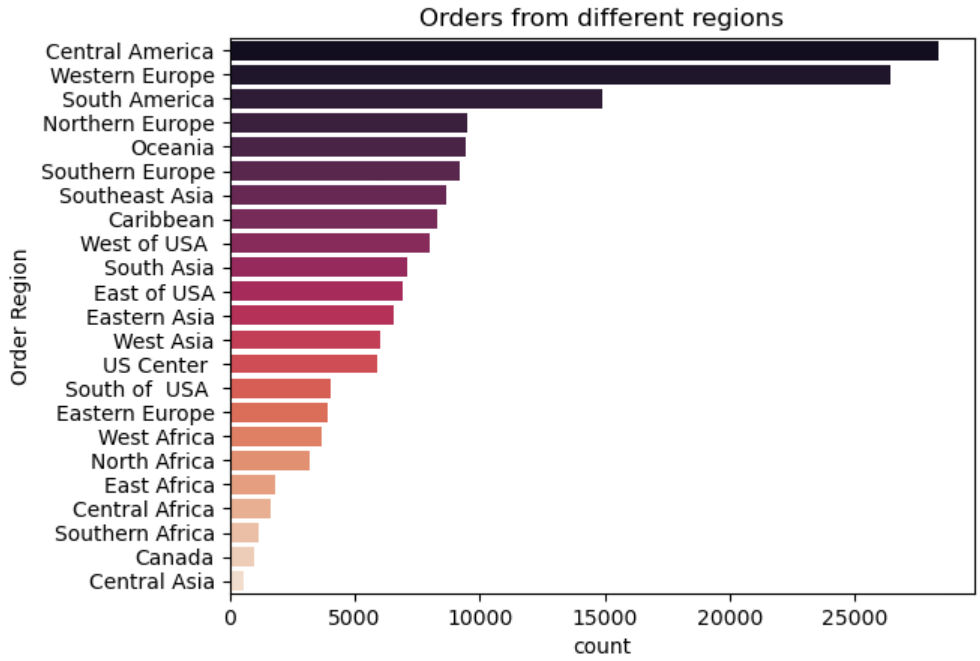 Orders from different regions
Order Region
Central America
Western Europe
South America
Northern Europe
Oceania
Southern Europe
Southeast Asia
Caribbean
West of USA
South Asia
East of USA
Eastern Asia
West Asia
US Center
South of  USA
Eastern Europe
West Africa
North Africa
East Africa
Central Africa
Southern Africa
Canada
Central Asia
0 5000 10000 15000 20000 25000
count